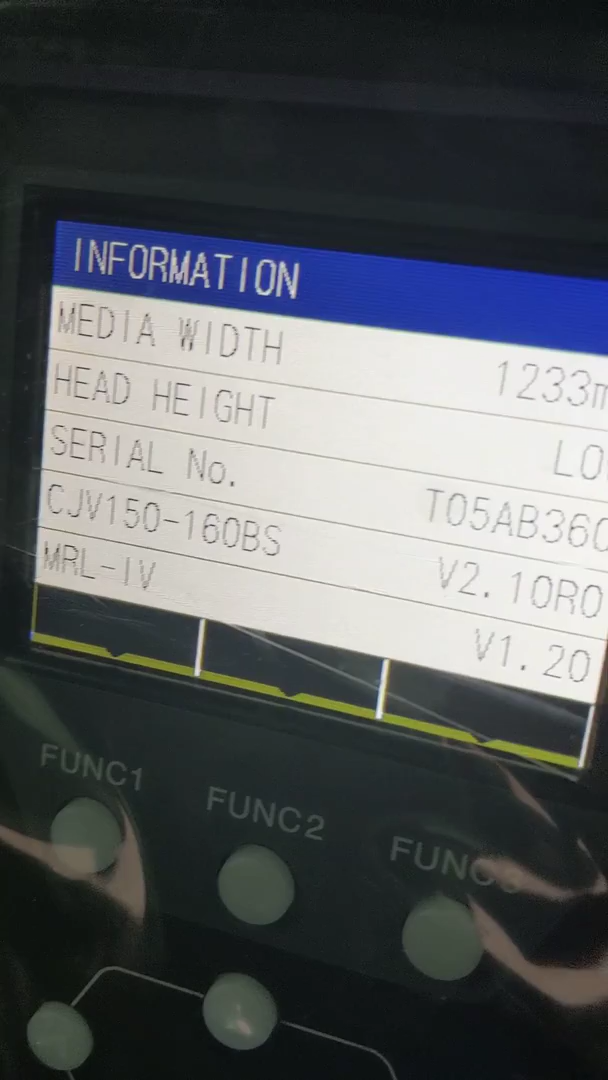 INFORMATION
MEDIA WIDTH 1233m
HEAD HEIGHT
SERIAL No. T05AB360
CJV150-160BS V2.10R0
MRL-IV V1.20
FUNC1 FUNC2 FUNC3